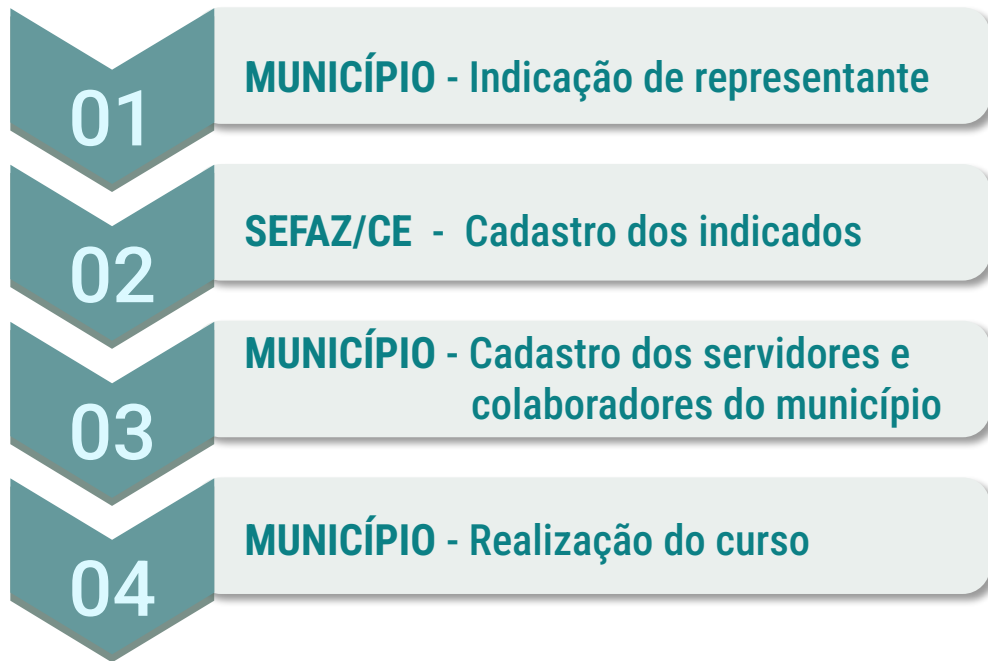 01
MUNICÍPIO - Indicação de representante
02
SEFAZ/CE - Cadastro dos indicados
03
MUNICÍPIO - Cadastro dos servidores e
colaboradores do município
04
MUNICÍPIO - Realização do curso